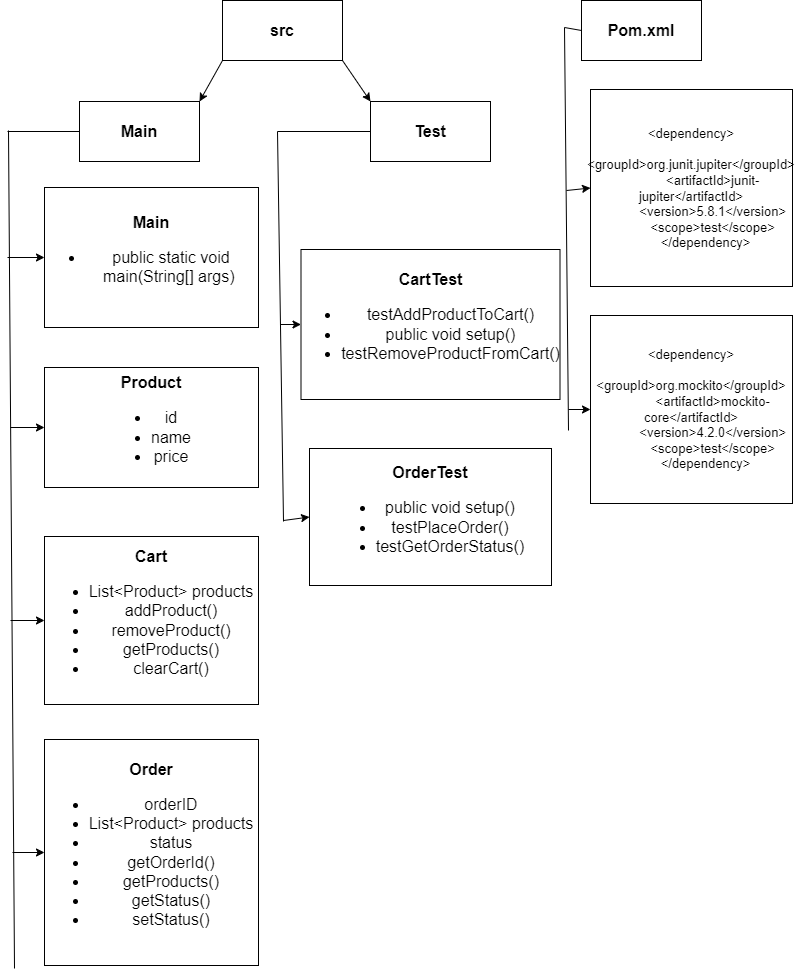 src
Main
Main
• public static void
main(String[] args)
Product
• id
• name
• price
Cart
• List<Product> products
• addProduct()
• removeProduct()
• getProducts()
• clearCart()
Order
• orderID
• List<Product> products
• status
• getOrderId()
• getProducts()
• getStatus()
• setStatus()
Test
CartTest
• testAddProductToCart()
• public void setup()
• testRemoveProductFromCart()
OrderTest
• public void setup()
• testPlaceOrder()
• testGetOrderStatus()
Pom.xml
<dependency>
<groupId>org.junit.jupiter</groupId>
<artifactId>junit-
jupiter</artifactId>
<version>5.8.1</version>
<scope>test</scope>
</dependency>
<dependency>
<groupId>org.mockito</groupId>
<artifactId>mockito-
core</artifactId>
<version>4.2.0</version>
<scope>test</scope>
</dependency>